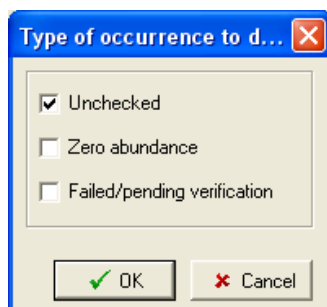 Type of occurrence to d...
Unchecked
Zero abundance
Failed/pending verification
OK
Cancel